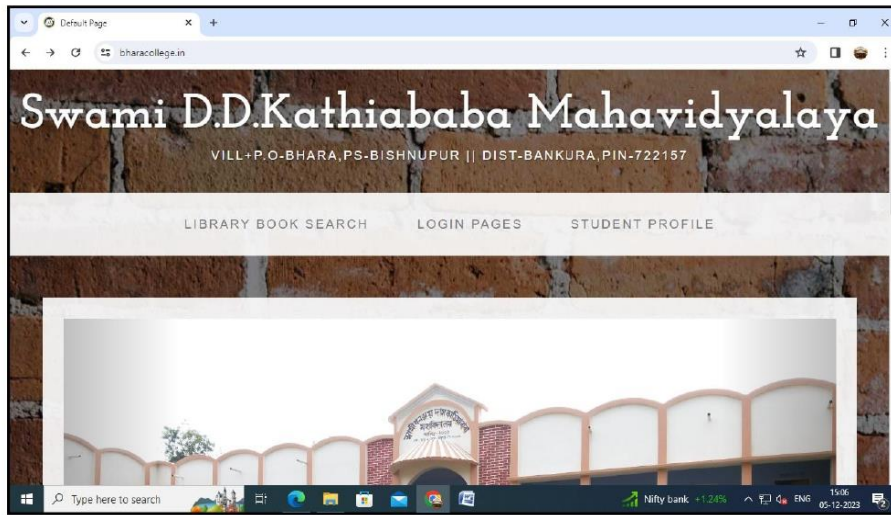 Default Page
bharacollege.in
Swami D.D.Kathiababa Mahavidyalaya
VILL+P.O-BHARA,PS-BISHNUPUR || DIST-BANKURA,PIN-722157
LIBRARY BOOK SEARCH LOGIN PAGES STUDENT PROFILE
Type here to search
Nifty bank +1.24%
ENG
15:06
05-12-2023